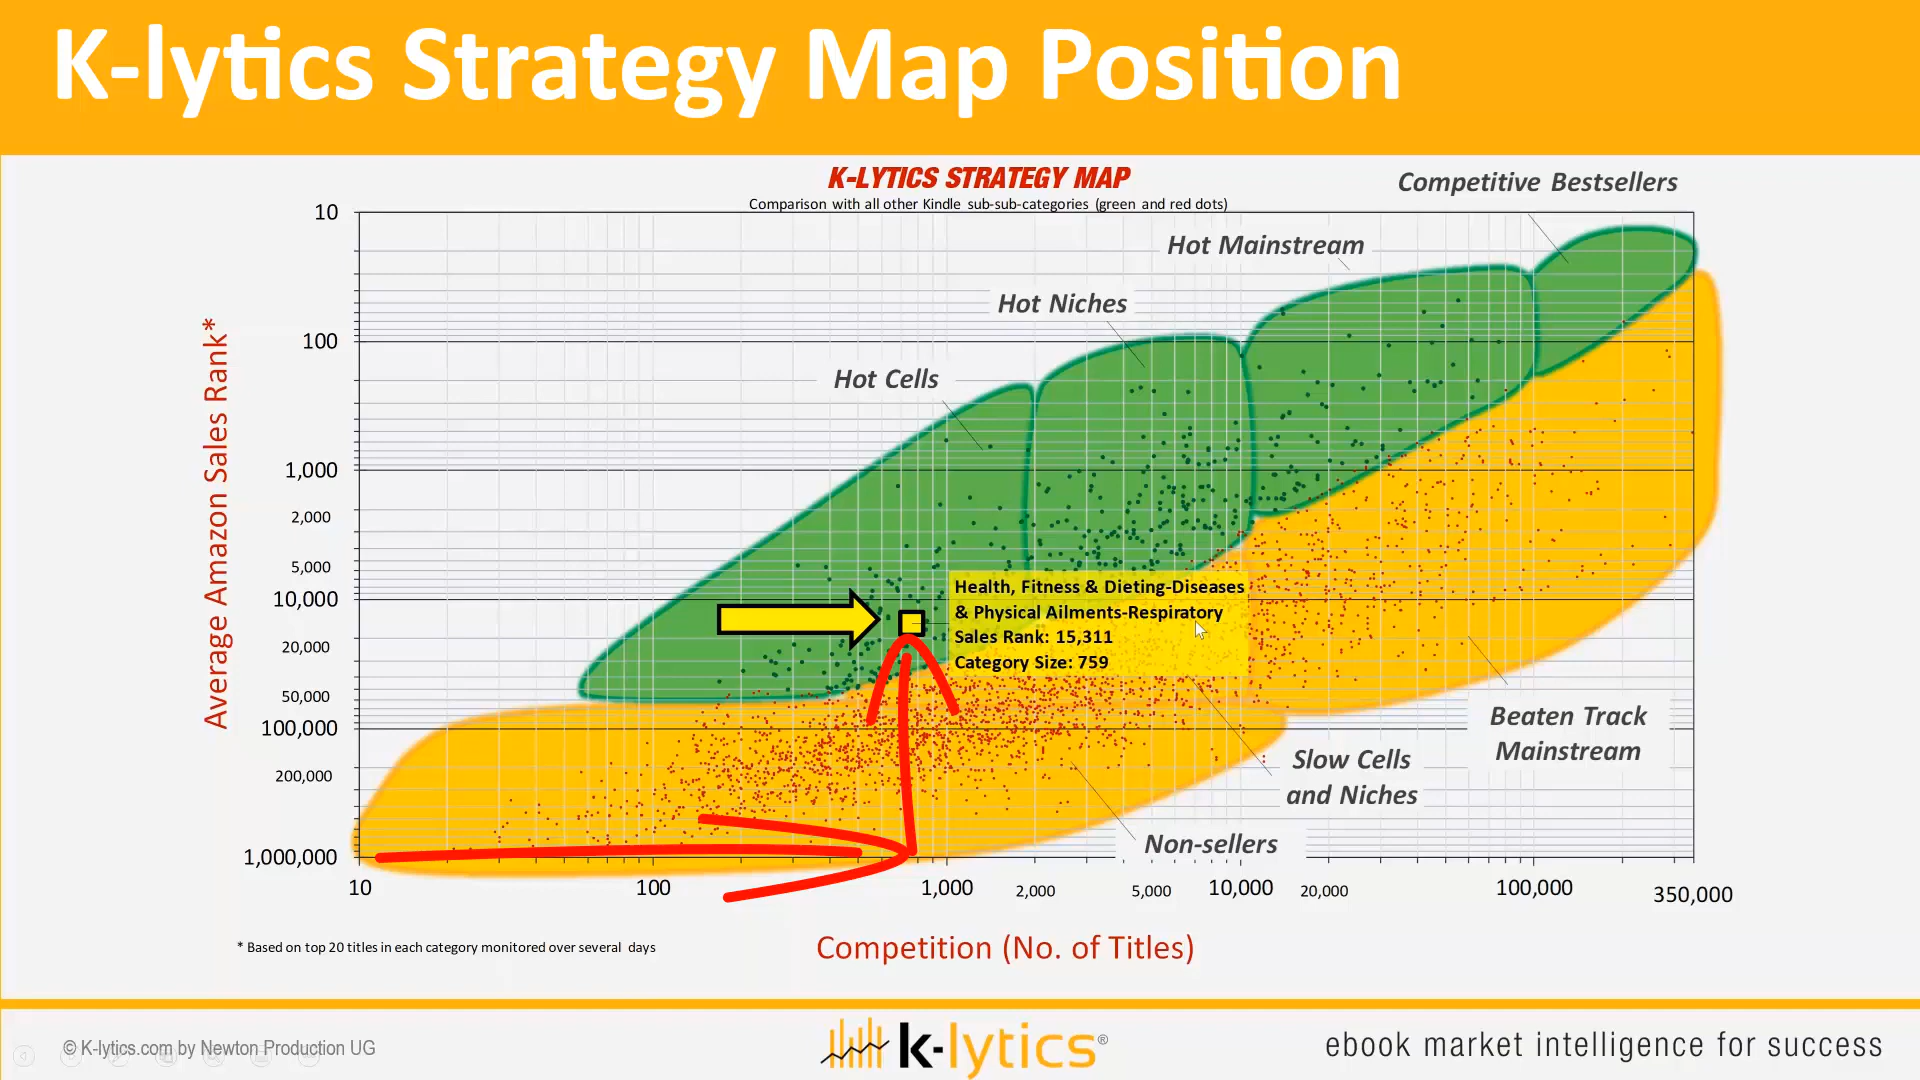 K-lytics Strategy Map Position
K-LYTICS STRATEGY MAP
Comparison with all other Kindle sub-sub-categories (green and red dots)
Competitive Bestsellers
Hot Mainstream
Hot Niches
Hot Cells
Average Amazon Sales Rank*
10
100
1,000
2,000
5,000
10,000
20,000
50,000
100,000
200,000
1,000,000
Health, Fitness & Dieting-Diseases
& Physical Ailments-Respiratory
Sales Rank: 15,311
Category Size: 759
Beaten Track
Mainstream
Slow Cells
and Niches
Non-sellers
10
100
1,000
2,000
5,000
10,000
20,000
100,000
350,000
* Based on top 20 titles in each category monitored over several days
Competition (No. of Titles)
© K-lytics.com by Newton Production UG
k-lytics®
ebook market intelligence for success